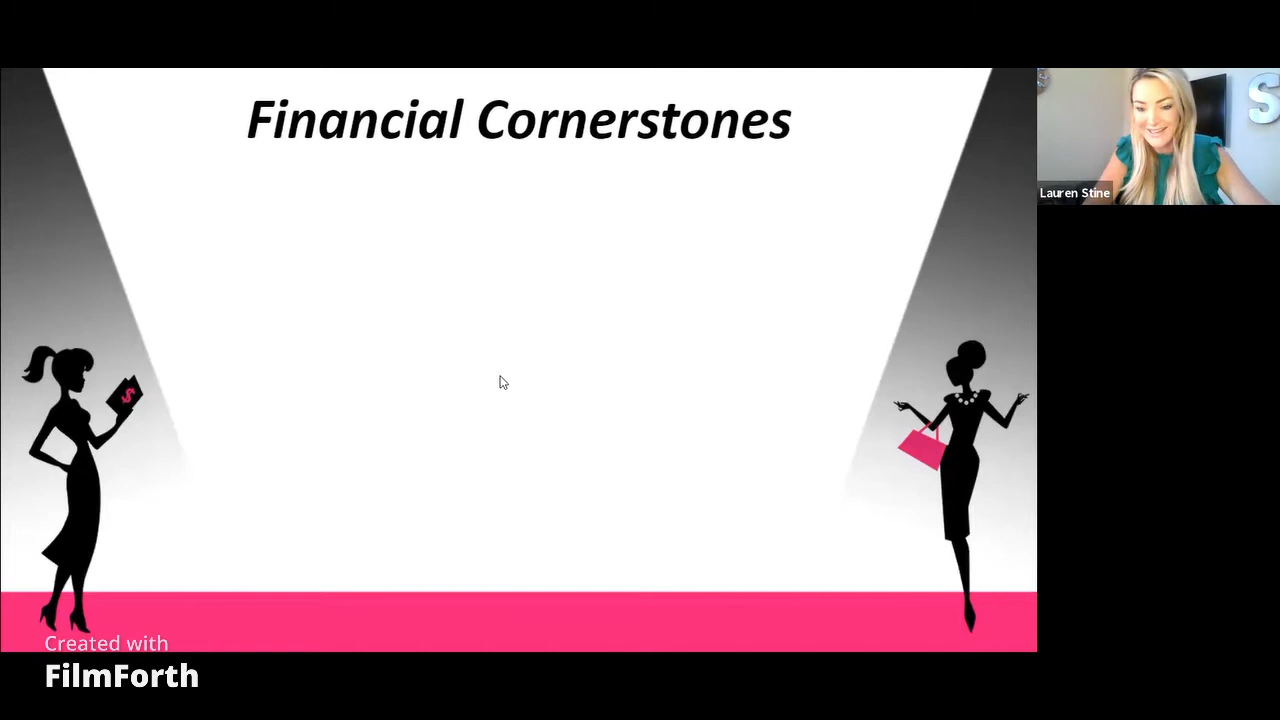 Financial Cornerstones
Lauren Stine
S
$
Created with
FilmForth